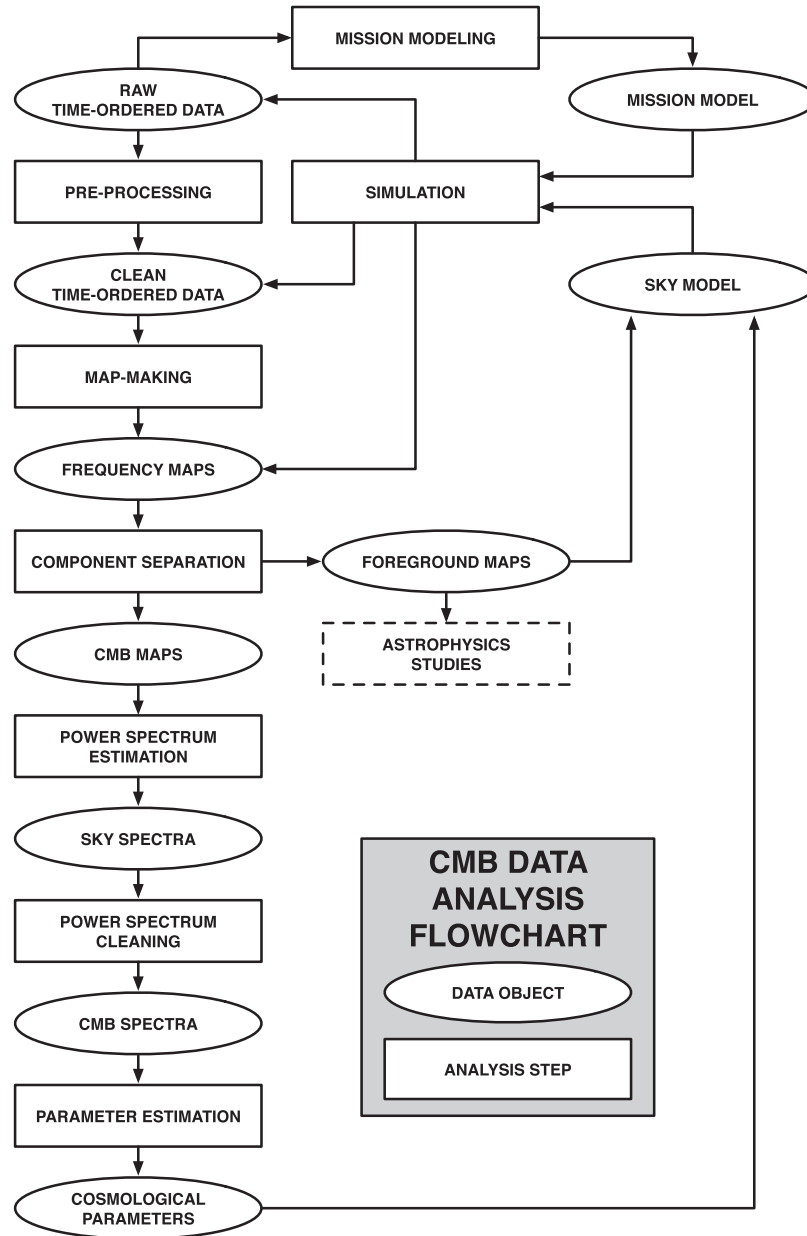 MISSION MODELING
RAW
TIME-ORDERED DATA
MISSION MODEL
PRE-PROCESSING
SIMULATION
CLEAN
TIME-ORDERED DATA
SKY MODEL
MAP-MAKING
FREQUENCY MAPS
COMPONENT SEPARATION
FOREGROUND MAPS
CMB MAPS
ASTROPHYSICS
STUDIES
POWER SPECTRUM
ESTIMATION
SKY SPECTRA
POWER SPECTRUM
CLEANING
CMB SPECTRA
PARAMETER ESTIMATION
COSMOLOGICAL
PARAMETERS
CMB DATA
ANALYSIS
FLOWCHART
DATA OBJECT
ANALYSIS STEP